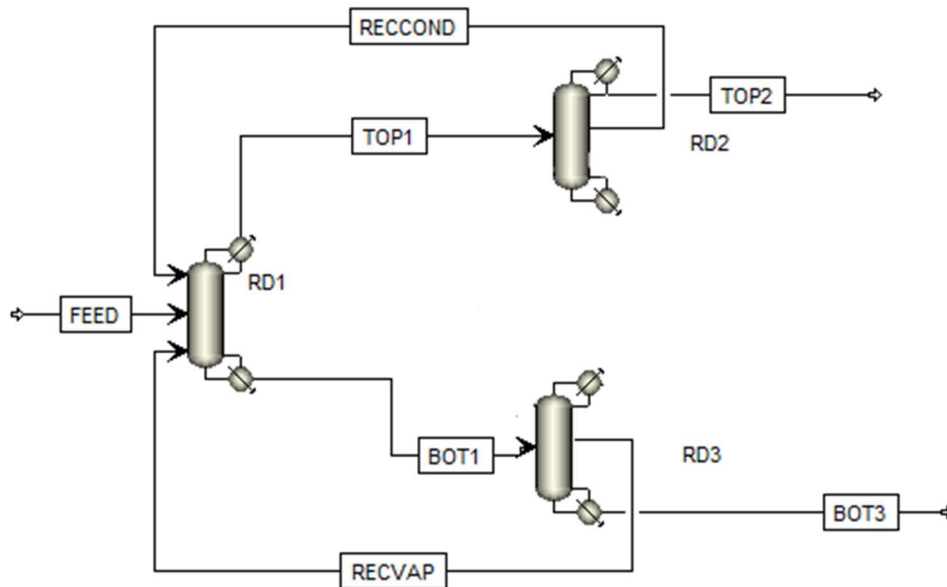 RECCOND
TOP2
TOP1
RD2
RD1
FEED
BOT1
RD3
BOT3
RECVAP